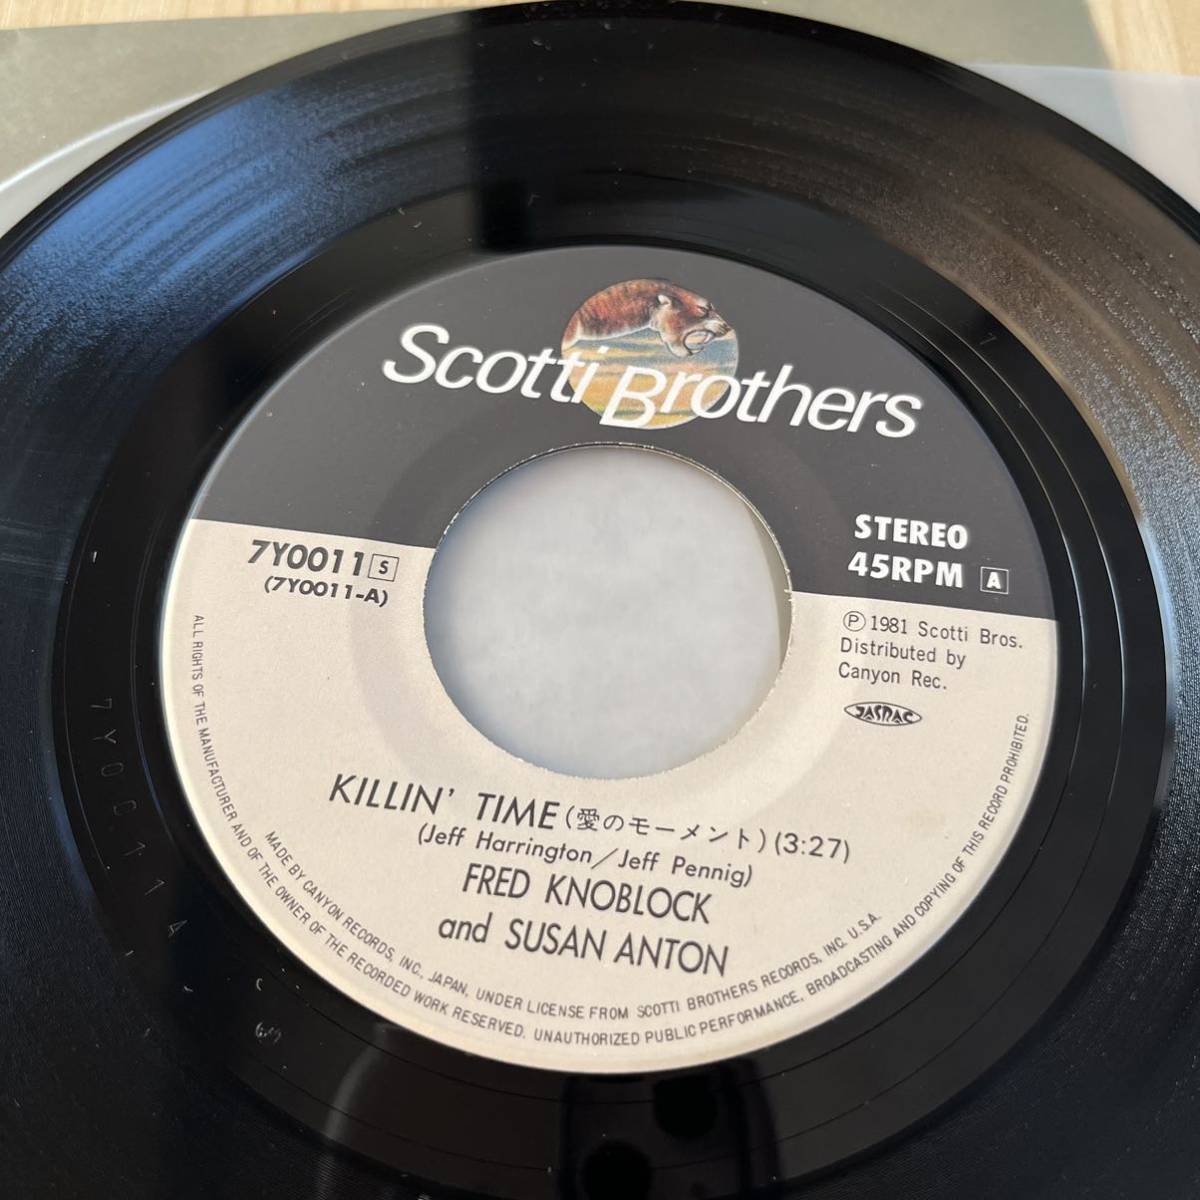 Scotti Brothers
7Y0011 S
(7Y0011-A)
STEREO
45RPM A
Ⓟ 1981 Scotti Bros.
Distributed by
Canyon Rec.
JASRAC
KILLIN' TIME (愛のモーメント) (3:27)
(Jeff Harrington/Jeff Pennig)
FRED KNOBLOCK
and SUSAN ANTON
MADE BY CANYON RECORDS, INC., JAPAN, UNDER LICENSE FROM SCOTTI BROTHERS RECORDS, INC. U.S.A.
ALL RIGHTS OF THE MANUFACTURER AND OF THE OWNER OF THE RECORDED WORK RESERVED. UNAUTHORIZED PUBLIC PERFORMANCE, BROADCASTING AND COPYING OF THIS RECORD PROHIBITED.
7Y0011A